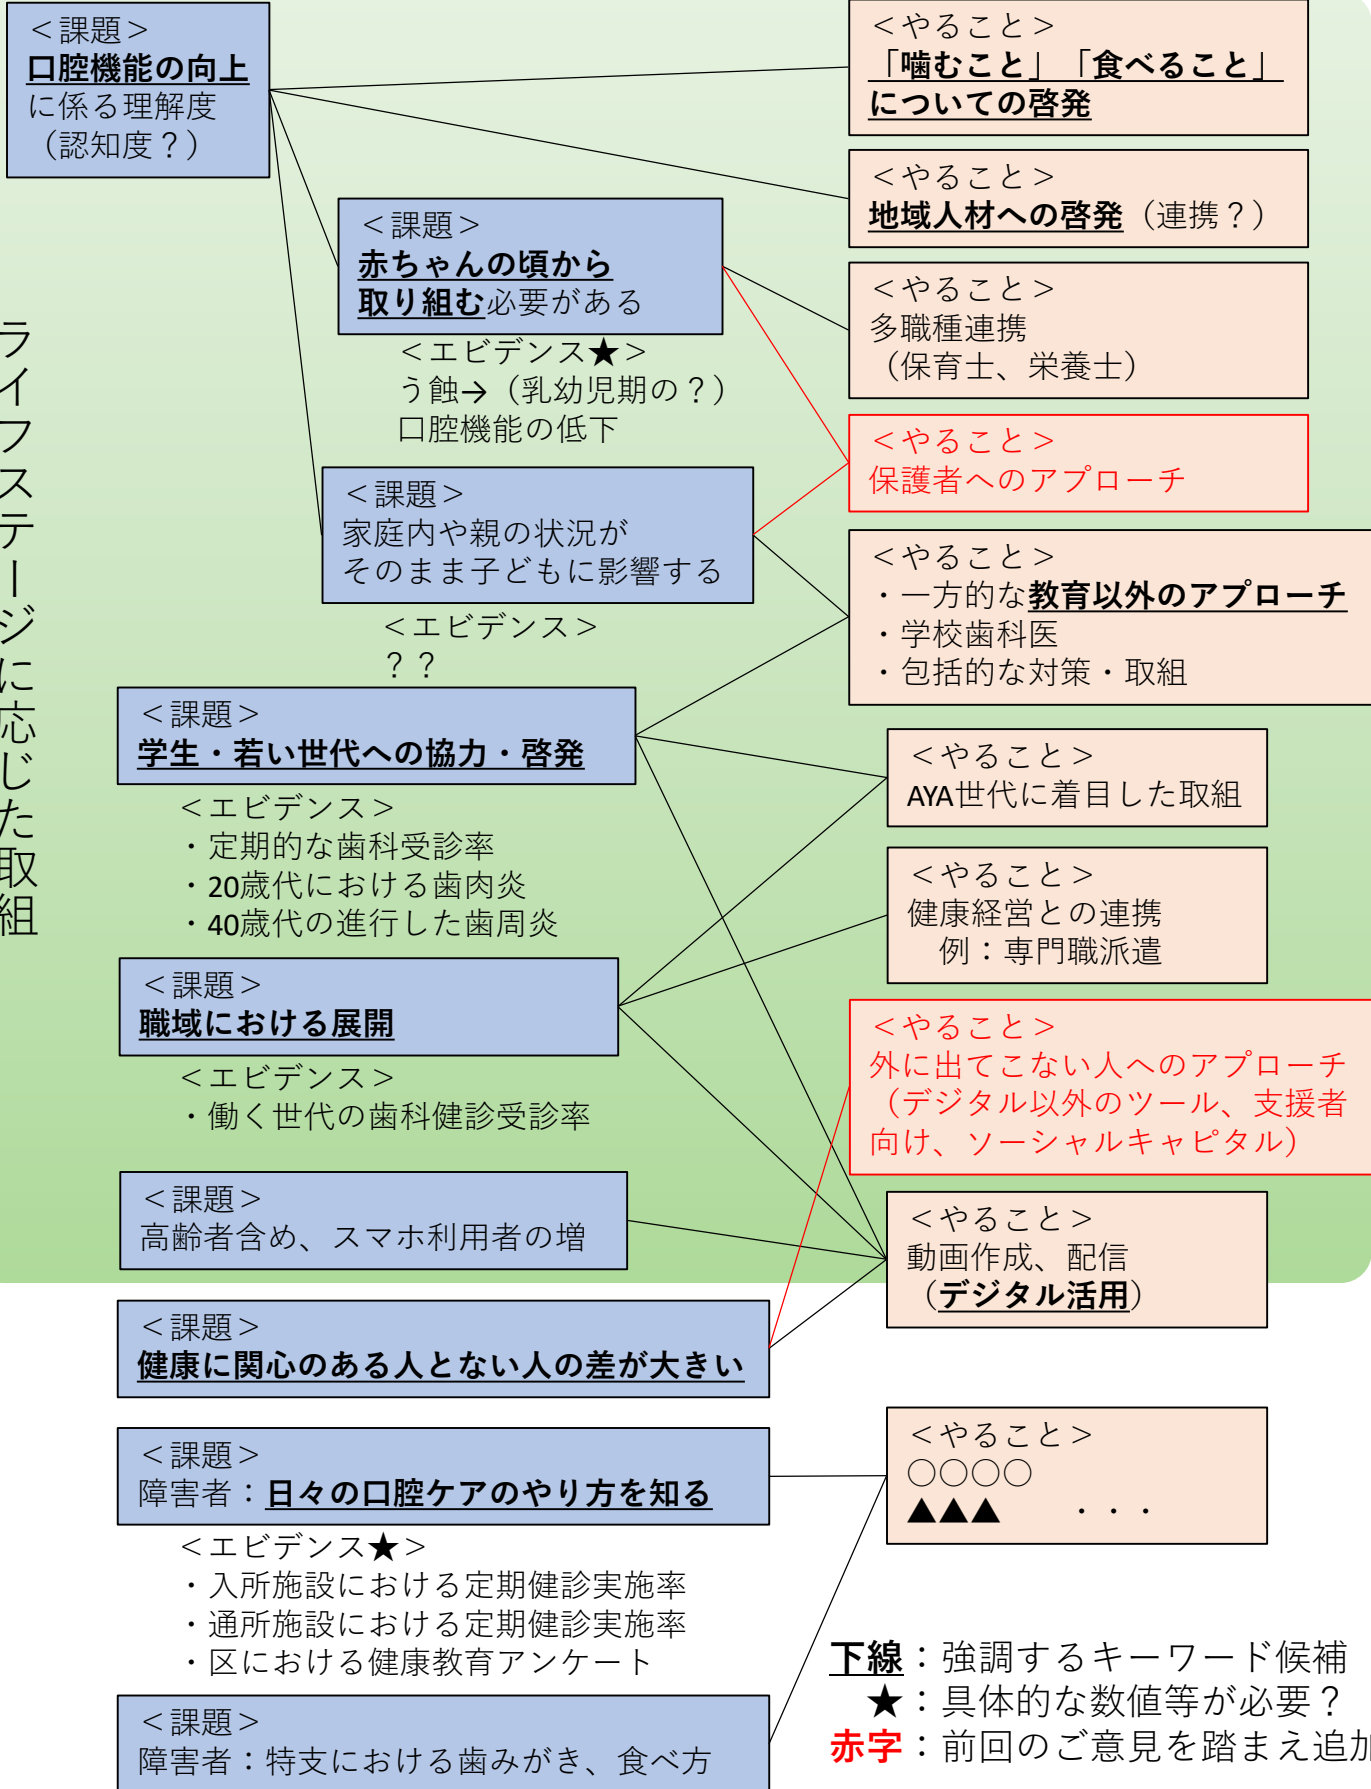 ＜課題＞
口腔機能の向上
に係る理解度
（認知度？）
＜やること＞
「噛むこと」「食べること」
についての啓発
＜やること＞
地域人材への啓発（連携？）
＜課題＞
赤ちゃんの頃から
取り組む必要がある
＜エビデンス★＞
う蝕→（乳幼児期の？）
口腔機能の低下
＜やること＞
多職種連携
（保育士、栄養士）
＜やること＞
保護者へのアプローチ
＜課題＞
家庭内や親の状況が
そのまま子どもに影響する
＜エビデンス＞
？？
＜やること＞
・一方的な教育以外のアプローチ
・学校歯科医
・包括的な対策・取組
ライフステージに応じた取組
＜課題＞
学生・若い世代への協力・啓発
＜エビデンス＞
・定期的な歯科受診率
・20歳代における歯肉炎
・40歳代の進行した歯周炎
＜やること＞
AYA世代に着目した取組
＜やること＞
健康経営との連携
例：専門職派遣
＜課題＞
職域における展開
＜エビデンス＞
・働く世代の歯科健診受診率
＜やること＞
外に出てこない人へのアプローチ
（デジタル以外のツール、支援者
向け、ソーシャルキャピタル）
＜課題＞
高齢者含め、スマホ利用者の増
＜やること＞
動画作成、配信
（デジタル活用）
＜課題＞
健康に関心のある人とない人の差が大きい
＜課題＞
障害者：日々の口腔ケアのやり方を知る
＜エビデンス★＞
・入所施設における定期健診実施率
・通所施設における定期健診実施率
・区における健康教育アンケート
＜やること＞
○○○○
▲▲▲　・・・
＜課題＞
障害者：特支における歯みがき、食べ方
下線：強調するキーワード候補
★：具体的な数値等が必要？
赤字：前回のご意見を踏まえ追加